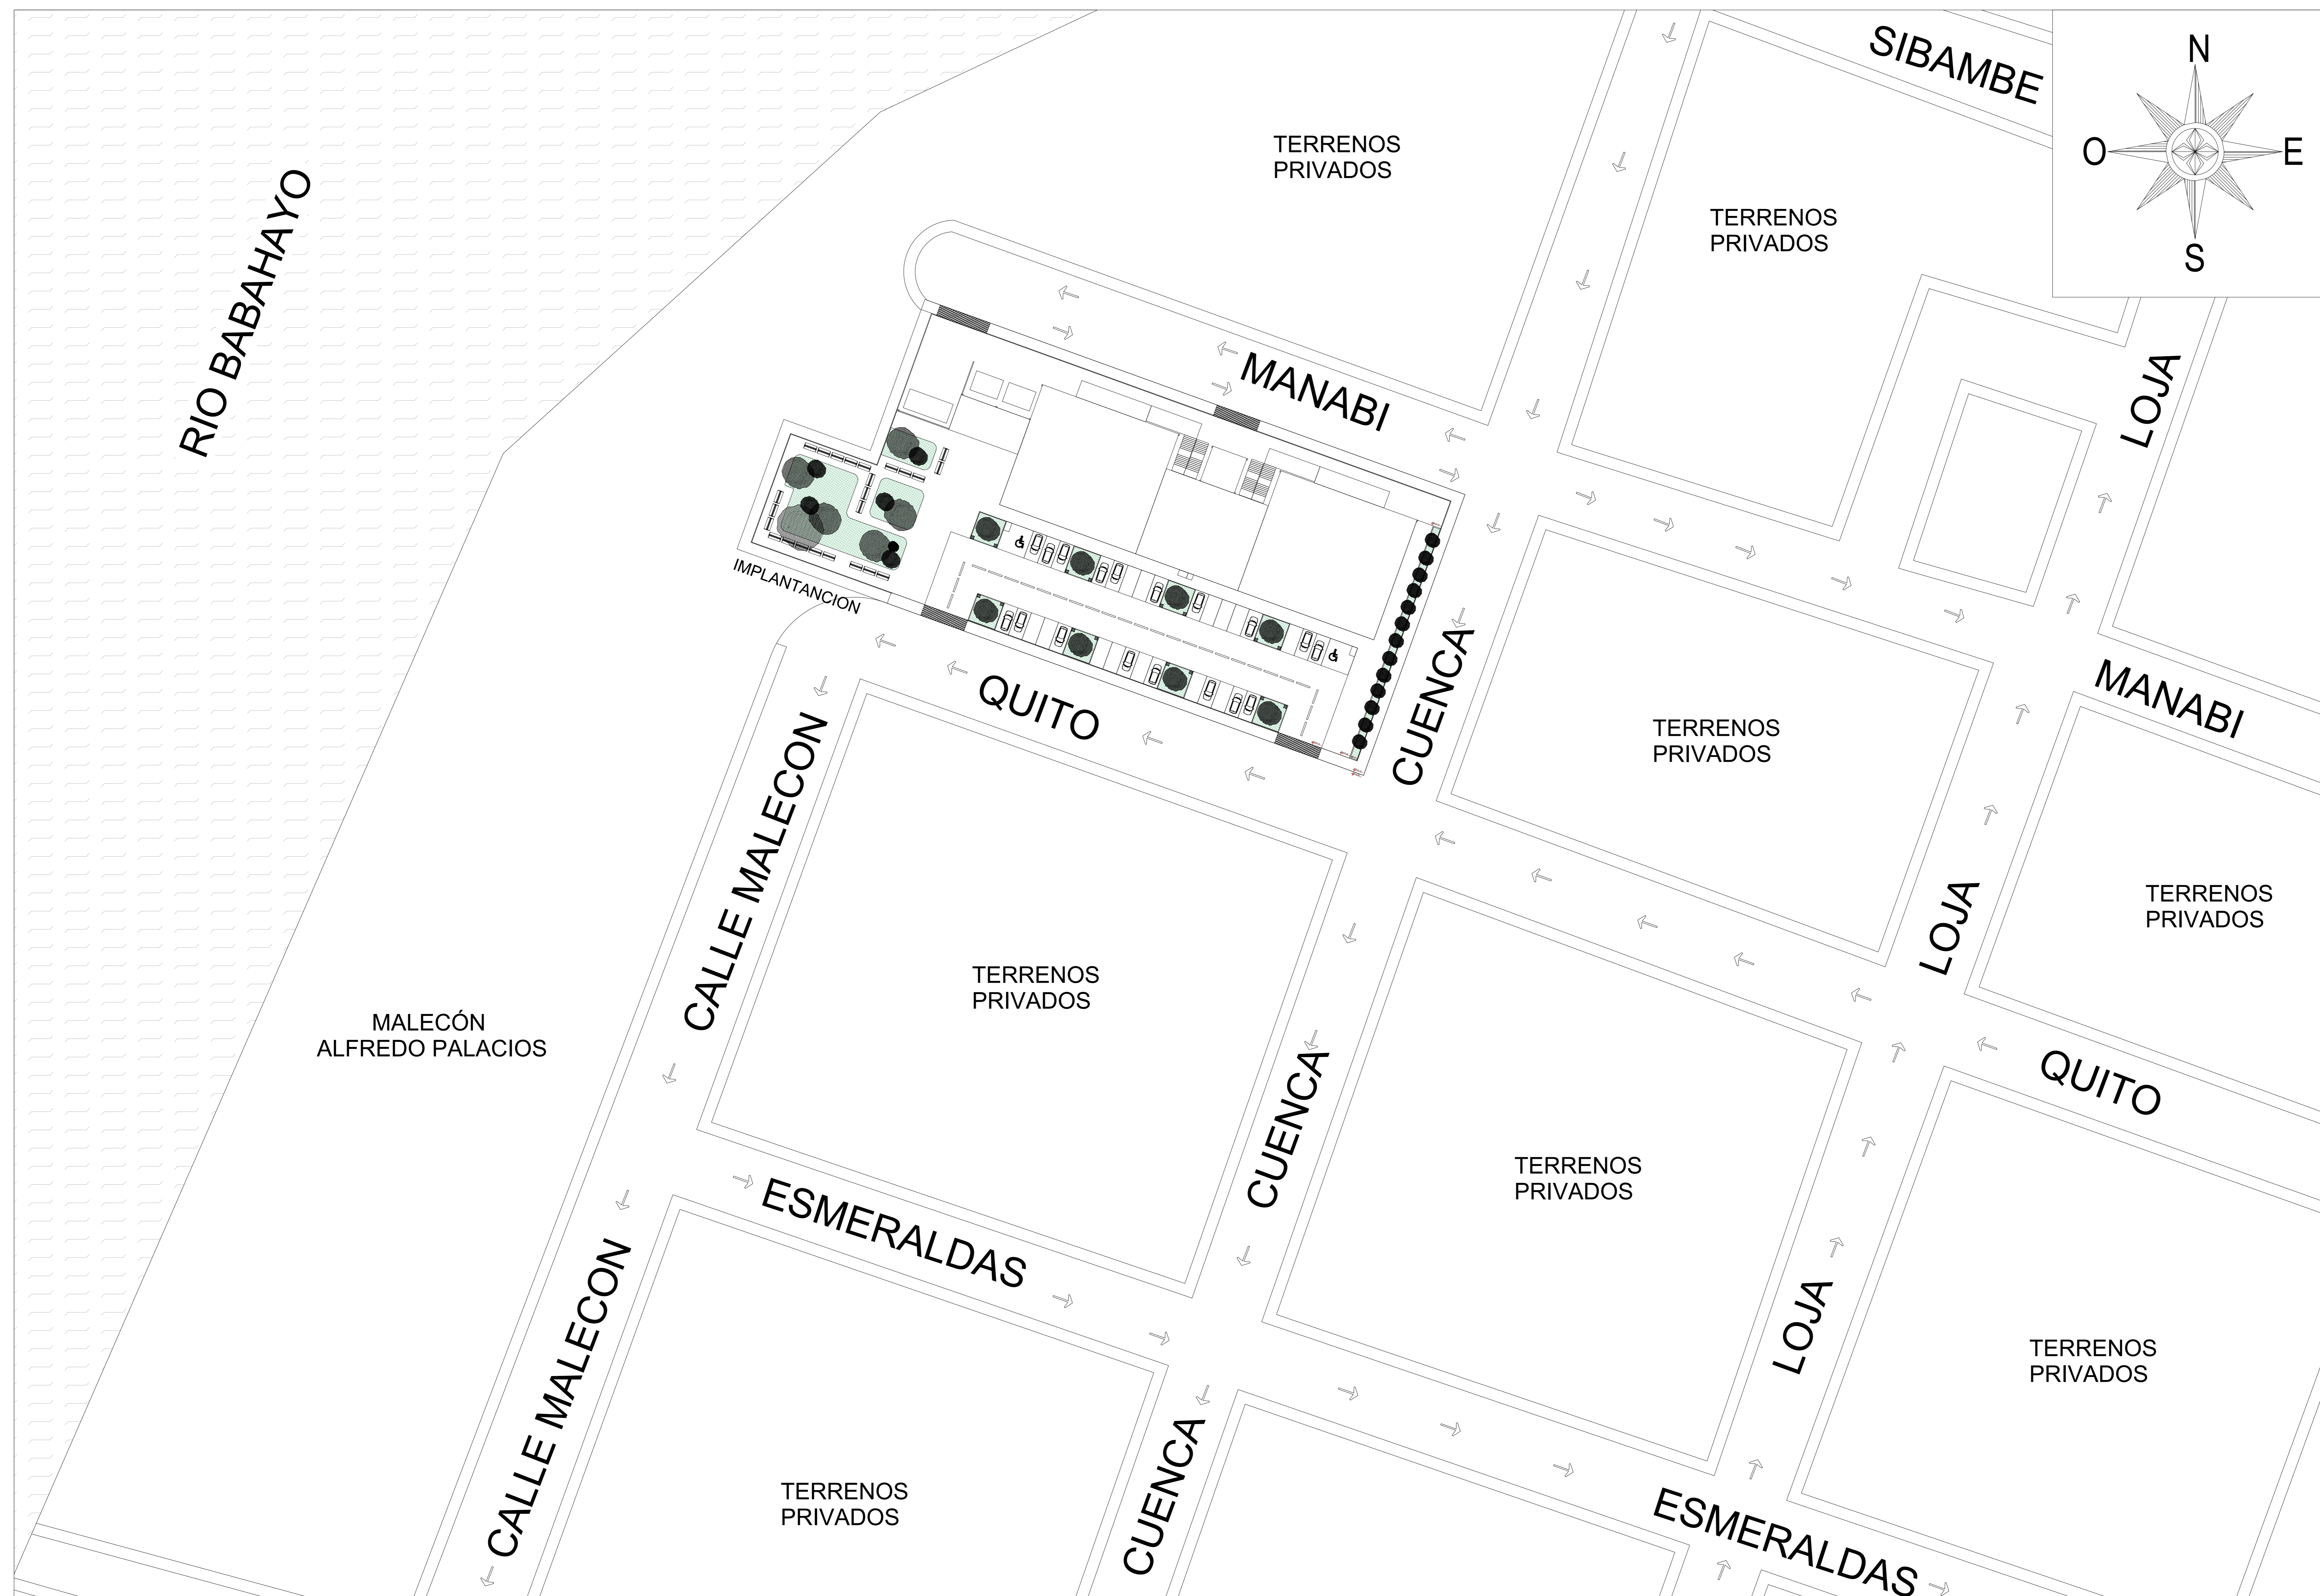 SIBAMBE
N
O
E
S
TERRENOS
PRIVADOS
TERRENOS
PRIVADOS
RIO BABAHAYO
MANABI
LOJA
IMPLANTANCION
QUITO
CUENCA
MANABI
TERRENOS
PRIVADOS
CALLE MALECON
TERRENOS
PRIVADOS
LOJA
TERRENOS
PRIVADOS
MALECÓN
ALFREDO PALACIOS
QUITO
CUENCA
TERRENOS
PRIVADOS
ESMERALDAS
LOJA
TERRENOS
PRIVADOS
CALLE MALECON
TERRENOS
PRIVADOS
CUENCA
ESMERALDAS